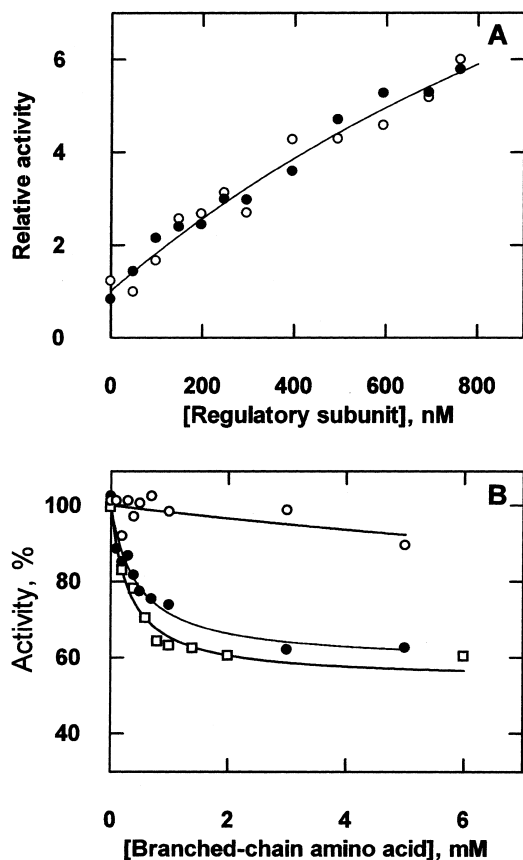 A
6
4
2
0
Relative activity
0 200 400 600 800
[Regulatory subunit], nM
B
100
80
60
40
Activity, %
0 2 4 6
[Branched-chain amino acid], mM